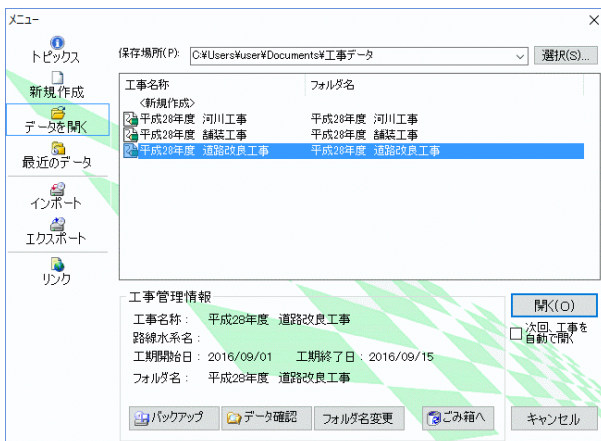 メニュー
トピックス
新規作成
データを開く
最近のデータ
インポート
エクスポート
リンク
保存場所(P): C:¥Users¥user¥Documents¥工事データ 選択(S)...
工事名称 フォルダ名
<新規作成>
平成28年度 河川工事 平成28年度 河川工事
平成28年度 舗装工事 平成28年度 舗装工事
平成28年度 道路改良工事 平成28年度 道路改良工事
工事管理情報
工事名称: 平成28年度 道路改良工事
路線水系名:
工期開始日: 2016/09/01 工期終了日: 2016/09/15
フォルダ名: 平成28年度 道路改良工事
バックアップ データ確認 フォルダ名変更 ごみ箱へ
開く(O)
次回、工事を
自動で開く
キャンセル